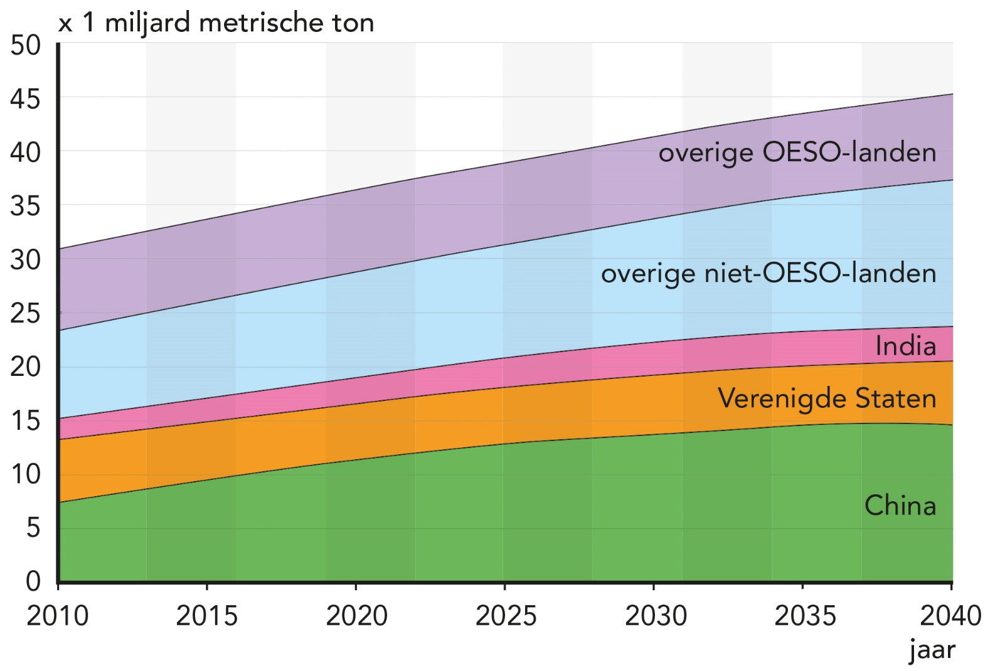 x 1 miljard metrische ton
50
45
40
35
30
25
20
15
10
5
0
overige OESO-landen
overige niet-OESO-landen
India
Verenigde Staten
China
2010 2015 2020 2025 2030 2035 2040
jaar